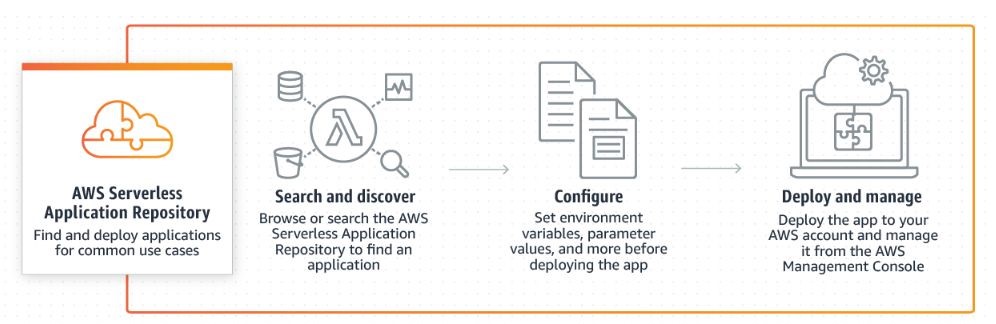 AWS Serverless
Application Repository
Find and deploy applications
for common use cases
Search and discover
Browse or search the AWS
Serverless Application
Repository to find an
application
Configure
Set environment
variables, parameter
values, and more before
deploying the app
Deploy and manage
Deploy the app to your
AWS account and manage
it from the AWS
Management Console